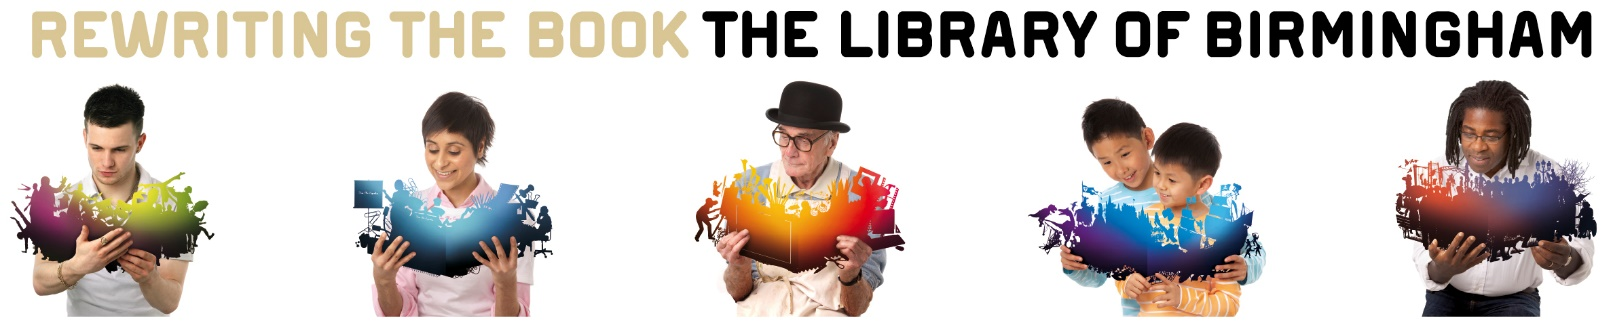 REWRITING THE BOOK THE LIBRARY OF BIRMINGHAM